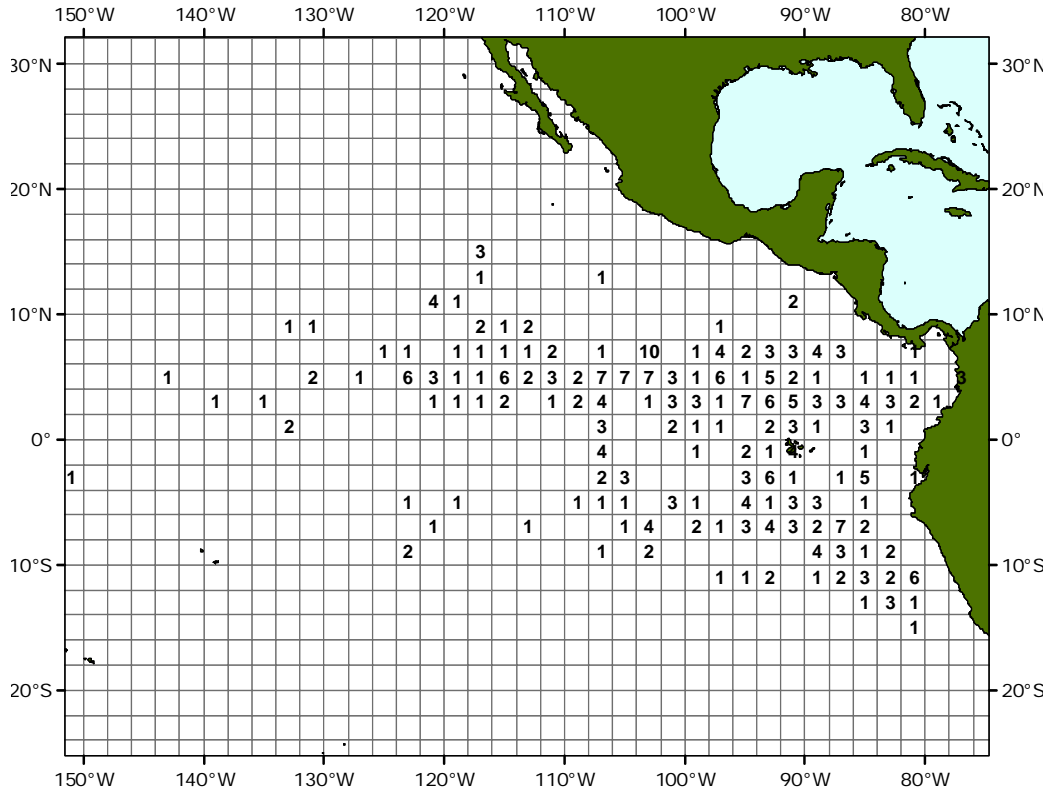 150°W 140°W 130°W 120°W 110°W 100°W 90°W 80°W
30°N 30°N
20°N 20°N
3
1 1
4 1 2
10°N 10°N
1 1 2 1 2 1
1 1 1 1 1 1 2 1 10 1 4 2 3 3 4 3 1
1 2 1 6 3 1 1 6 2 3 2 7 7 7 3 1 6 1 5 2 1 1 1 1 3
1 1 1 1 1 2 1 2 4 1 3 3 1 7 6 5 3 3 4 3 2 1
2 3 2 1 1 2 3 1 3 1
0° 0°
4 1 2 1 1
1 2 3 3 6 1 1 5 1
1 1 1 1 1 3 1 4 1 3 3 1
1 1 1 4 2 1 3 4 3 2 7 2
2 1 2 4 3 1 2
10°S 10°S
1 1 2 1 2 3 2 6
1 3 1
1
20°S 20°S
150°W 140°W 130°W 120°W 110°W 100°W 90°W 80°W